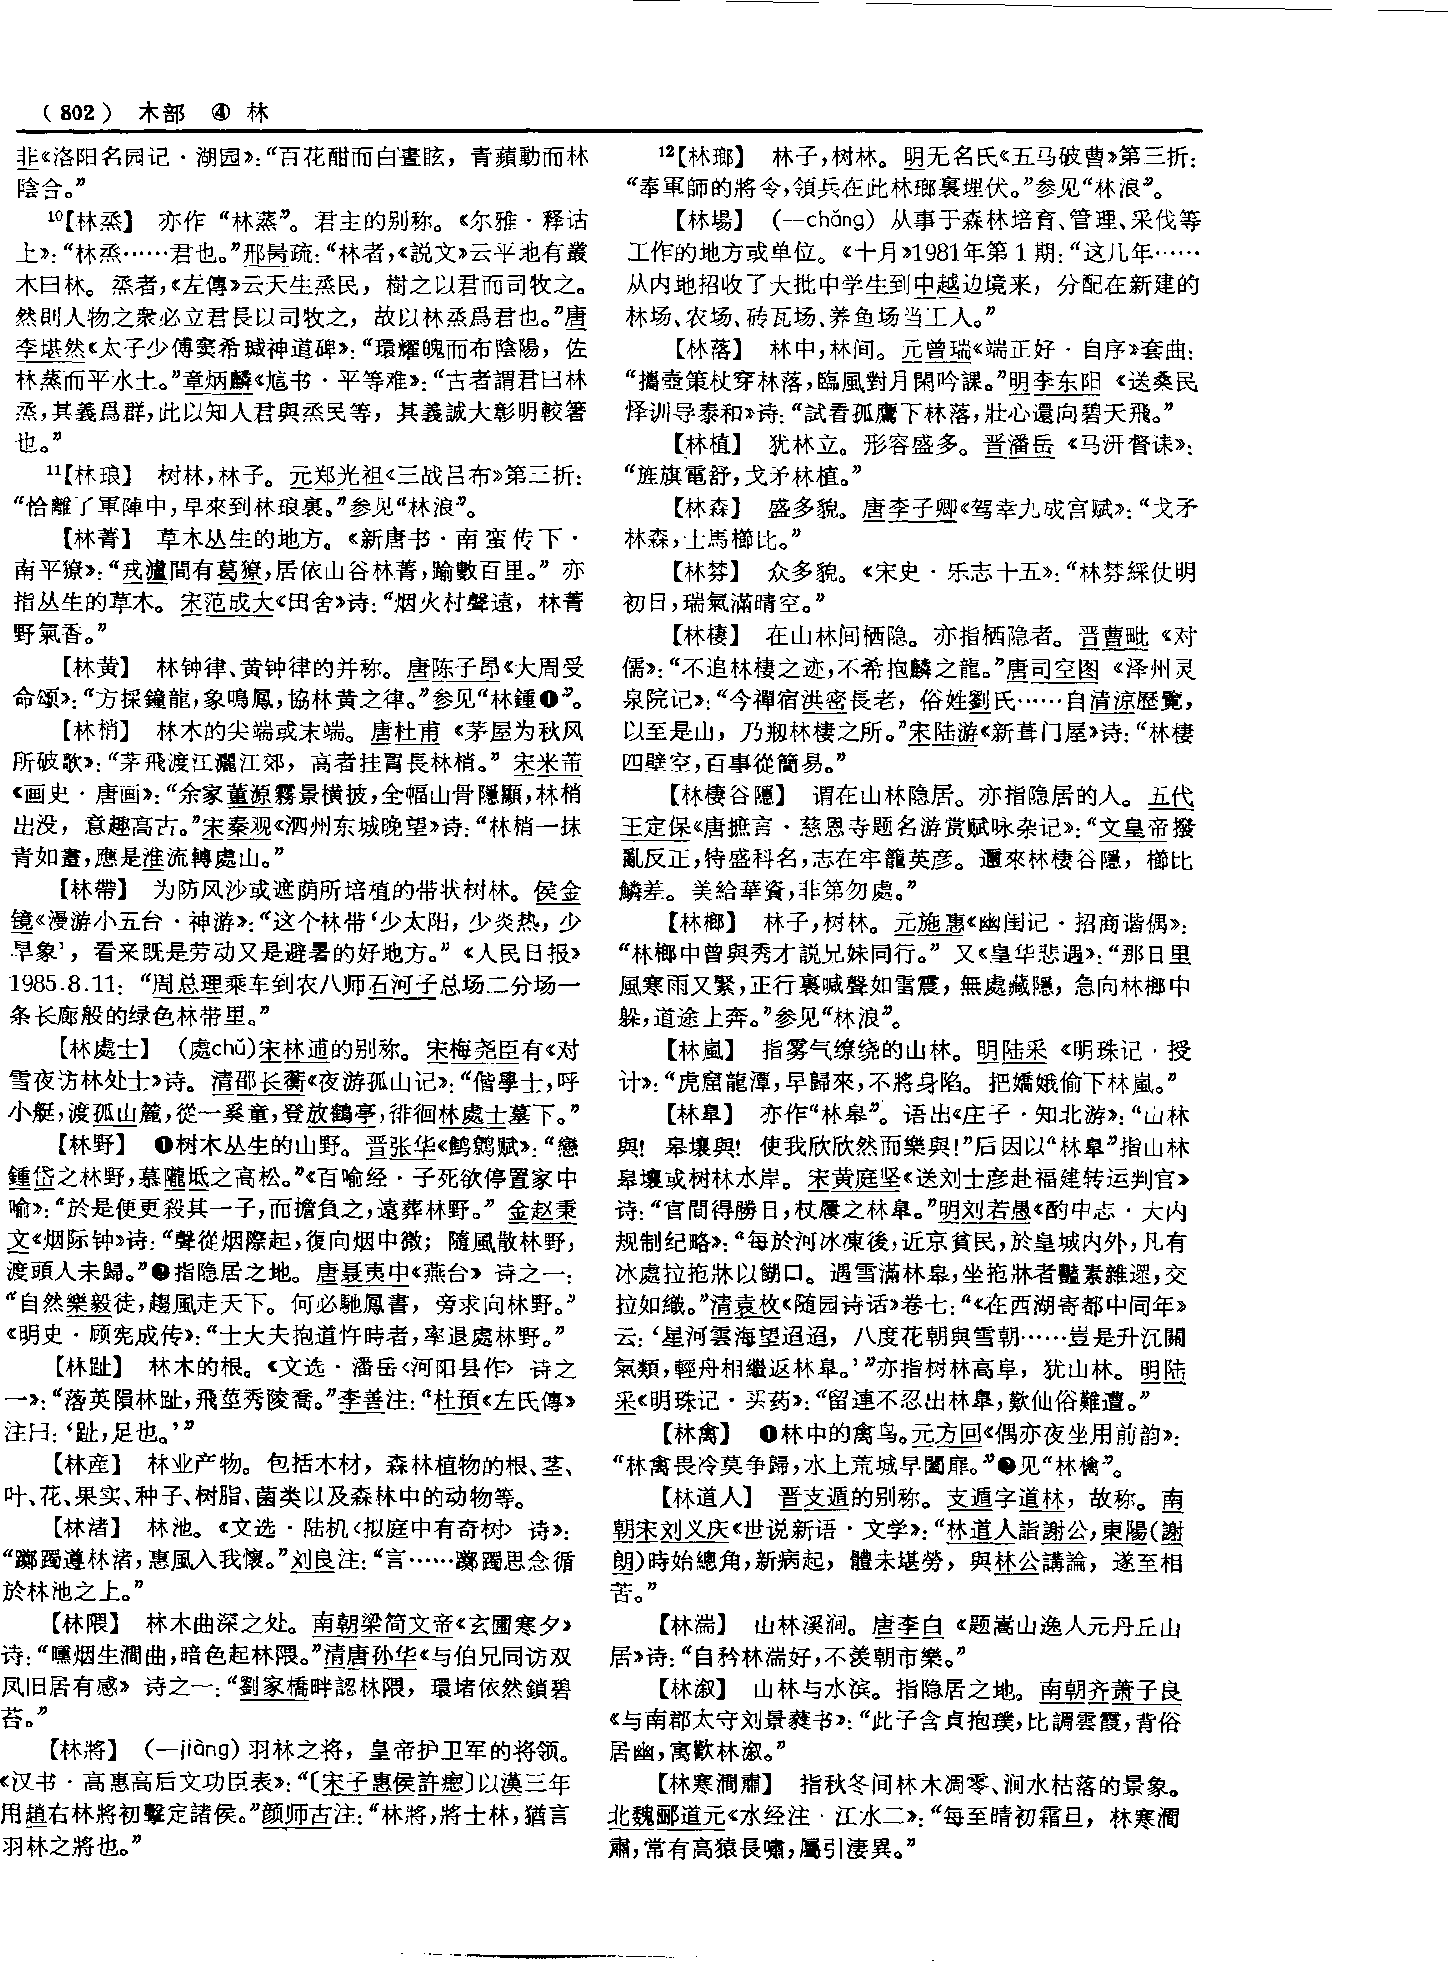 （802） 木部 ④ 林
非《洛阳名园记·湖园》：“百花酣而白晝眩，青蘋動而林
陰合。”
10【林烝】 亦作“林蒸”。君主的别称。《尔雅·释诂
上》：“林烝……君也。”邢昺疏：“林者，《説文》云平地有叢
木曰林。烝者，《左傳》云天生烝民，樹之以君而司牧之。
然則人物之衆必立君長以司牧之，故以林烝爲君也。”唐
李堪然《太子少傅窦希瑊神道碑》：“環耀魄而布陰陽，佐
林蒸而平水土。”章炳麟《訄书·平等难》：“古者謂君曰林
烝，其義爲群，此以知人君與烝民等，其義誠大彰明較箸
也。”
11【林琅】 树林，林子。元郑光祖《三战吕布》第三折：
“恰離了軍陣中，早來到林琅裏。”参见“林浪”。
【林菁】 草木丛生的地方。《新唐书·南蛮传下·
南平獠》：“戎瀘間有葛獠，居依山谷林菁，踰數百里。”亦
指丛生的草木。宋范成大《田舍》诗：“烟火村聲遠，林菁
野氣香。”
【林黄】 林钟律、黄钟律的并称。唐陈子昂《大周受
命颂》：“方採鐘龍，象鳴鳳，協林黄之律。”参见“林鍾❶”。
【林梢】 林木的尖端或末端。唐杜甫《茅屋为秋风
所破歌》：“茅飛渡江灑江郊，高者挂罥長林梢。”宋米芾
《画史·唐画》：“余家董源霧景横披，全幅山骨隱顯，林梢
出没，意趣高古。”宋秦观《泗州东城晚望》诗：“林梢一抹
青如畫，應是淮流轉處山。”
【林帶】 为防风沙或遮荫所培植的带状树林。侯金
镜《漫游小五台·神游》：“这个林带‘少太阳，少炎热，少
旱象’，看来既是劳动又是避暑的好地方。”《人民日报》
1985.8.11：“周总理乘车到农八师石河子总场二分场一
条长廊般的绿色林带里。”
【林處士】 （處chǔ）宋林逋的别称。宋梅尧臣有《对
雪夜访林处士》诗。清邵长蘅《夜游孤山记》：“偕學士，呼
小艇，渡孤山麓，從一奚童，登放鶴亭，徘徊林處士墓下。”
【林野】 ❶树木丛生的山野。晋张华《鹪鹩赋》：“戀
鍾岱之林野，慕隴坻之高松。”《百喻经·子死欲停置家中
喻》：“於是便更殺其一子，而擔負之，遠葬林野。”金赵秉
文《烟际钟》诗：“聲從烟際起，復向烟中微；隨風散林野，
渡頭人未歸。”❷指隐居之地。唐聂夷中《燕台》诗之一：
“自然樂毅徒，趨風走天下。何必馳鳳書，旁求向林野。”
《明史·顾宪成传》：“士大夫抱道忤時者，率退處林野。”
【林趾】 林木的根。《文选·潘岳〈河阳县作〉诗之
一》：“落英隕林趾，飛莖秀陵喬。”李善注：“杜預《左氏傳》
注曰：‘趾，足也。’”
【林産】 林业产物。包括木材，森林植物的根、茎、
叶、花、果实、种子、树脂、菌类以及森林中的动物等。
【林渚】 林池。《文选·陆机〈拟庭中有奇树〉诗》：
“躑躅遵林渚，惠風入我懷。”刘良注：“言……躑躅思念循
於林池之上。”
【林隈】 林木曲深之处。南朝梁简文帝《玄圃寒夕》
诗：“曛烟生澗曲，暗色起林隈。”清唐孙华《与伯兄同访双
凤旧居有感》诗之一：“劉家橋畔認林隈，環堵依然鎖碧
苔。”
【林將】 （—jiàng）羽林之将，皇帝护卫军的将领。
《汉书·高惠高后文功臣表》：“〔宋子惠侯許瘛〕以漢三年
用趙右林將初擊定諸侯。”颜师古注：“林將，將士林，猶言
羽林之將也。”
12【林瑯】 林子，树林。明无名氏《五马破曹》第三折：
“奉軍師的將令，領兵在此林瑯裏埋伏。”参见“林浪”。
【林場】 （—chǎng）从事于森林培育、管理、采伐等
工作的地方或单位。《十月》1981年第1期：“这几年……
从内地招收了大批中学生到中越边境来，分配在新建的
林场、农场、砖瓦场、养鱼场当工人。”
【林落】 林中，林间。元曾瑞《端正好·自序》套曲：
“攜壺策杖穿林落，臨風對月閑吟課。”明李东阳《送桑民
怿训导泰和》诗：“試看孤鷹下林落，壯心還向碧天飛。”
【林植】 犹林立。形容盛多。晋潘岳《马汧督诔》：
“旌旗電舒，戈矛林植。”
【林森】 盛多貌。唐李子卿《驾幸九成宫赋》：“戈矛
林森，士馬櫛比。”
【林棼】 众多貌。《宋史·乐志十五》：“林棼綵仗明
初日，瑞氣滿晴空。”
【林棲】 在山林间栖隐。亦指栖隐者。晋曹毗《对
儒》：“不追林棲之迹，不希抱麟之龍。”唐司空图《泽州灵
泉院记》：“今禪宿洪密長老，俗姓劉氏……自清涼歷覽，
以至是山，乃剏林棲之所。”宋陆游《新葺门屋》诗：“林棲
四壁空，百事從簡易。”
【林棲谷隱】 谓在山林隐居。亦指隐居的人。五代
王定保《唐摭言·慈恩寺题名游赏赋咏杂记》：“文皇帝撥
亂反正，特盛科名，志在牢籠英彦。邇來林棲谷隱，櫛比
鱗差。美給華資，非第勿處。”
【林榔】 林子，树林。元施惠《幽闺记·招商谐偶》：
“林榔中曾與秀才説兄妹同行。”又《皇华悲遇》：“那日里
風寒雨又緊，正行裏喊聲如雷震，無處藏隱，急向林榔中
躲，道途上奔。”参见“林浪”。
【林嵐】 指雾气缭绕的山林。明陆采《明珠记·授
计》：“虎窟龍潭，早歸來，不將身陷。把嬌娥偷下林嵐。”
【林皐】 亦作“林皋”。语出《庄子·知北游》：“山林
與！皋壤與！使我欣欣然而樂與！”后因以“林皐”指山林
皋壤或树林水岸。宋黄庭坚《送刘士彦赴福建转运判官》
诗：“官閒得勝日，杖屨之林皐。”明刘若愚《酌中志·大内
规制纪略》：“每於河冰凍後，近京貧民，於皇城内外，凡有
冰處拉拖牀以餬口。遇雪滿林皋，坐拖牀者豔素雜遝，交
拉如織。”清袁枚《随园诗话》卷七：“《在西湖寄都中同年》
云：‘星河雲海望迢迢，八度花朝與雪朝……豈是升沉關
氣類，輕舟相繼返林皐。’”亦指树林高阜，犹山林。明陆
采《明珠记·买药》：“留連不忍出林皋，歎仙俗難遭。”
【林禽】 ❶林中的禽鸟。元方回《偶亦夜坐用前韵》：
“林禽畏冷莫争歸，水上荒城早闔扉。”❷见“林檎”。
【林道人】 晋支遁的别称。支遁字道林，故称。南
朝宋刘义庆《世说新语·文学》：“林道人詣謝公，東陽（謝
朗）時始總角，新病起，體未堪勞，與林公講論，遂至相
苦。”
【林湍】 山林溪涧。唐李白《题嵩山逸人元丹丘山
居》诗：“自矜林湍好，不羨朝市樂。”
【林溆】 山林与水滨。指隐居之地。南朝齐萧子良
《与南郡太守刘景蕤书》：“此子含貞抱璞，比調雲霞，背俗
居幽，寓歡林溆。”
【林寒澗肅】 指秋冬间林木凋零、涧水枯落的景象。
北魏郦道元《水经注·江水二》：“每至晴初霜旦，林寒澗
肅，常有高猿長嘯，屬引淒異。”